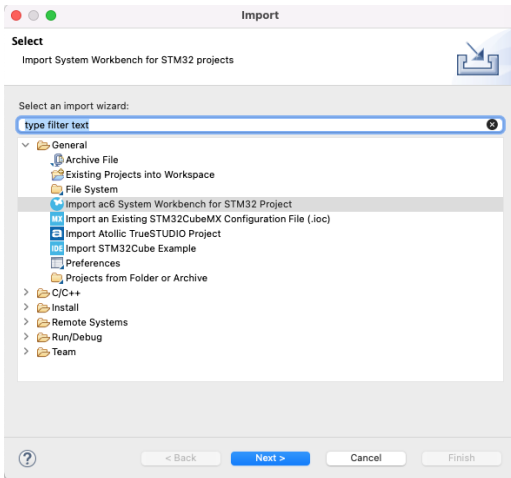 Import
Select
Import System Workbench for STM32 projects
Select an import wizard:
type filter text
General
Archive File
Existing Projects into Workspace
File System
Import ac6 System Workbench for STM32 Project
MX Import an Existing STM32CubeMX Configuration File (.ioc)
a Import Atollic TrueSTUDIO Project
IDE Import STM32Cube Example
Preferences
Projects from Folder or Archive
C/C++
Install
Remote Systems
Run/Debug
Team
? < Back Next > Cancel Finish